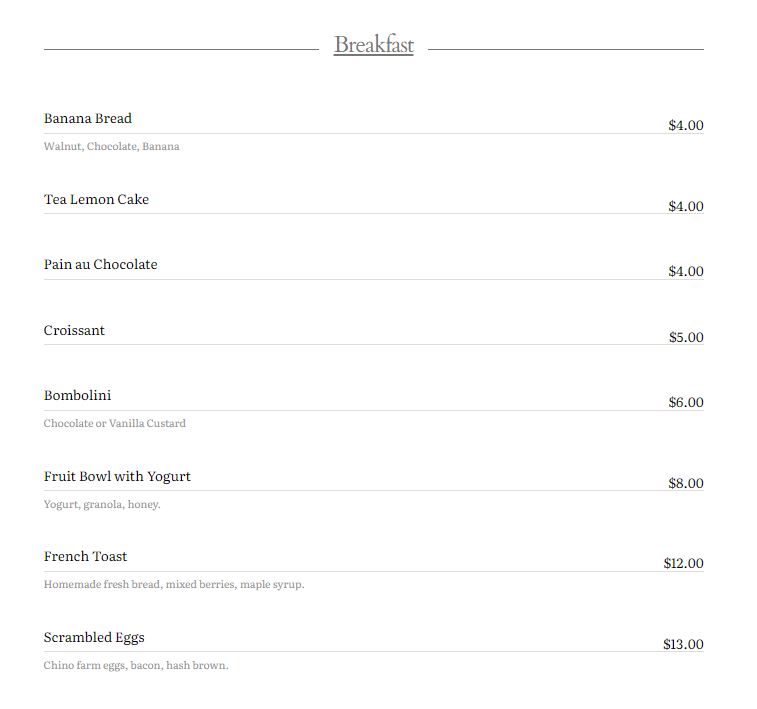 Breakfast
Banana Bread
$4.00
Walnut, Chocolate, Banana
Tea Lemon Cake
$4.00
Pain au Chocolate
$4.00
Croissant
$5.00
Bombolini
$6.00
Chocolate or Vanilla Custard
Fruit Bowl with Yogurt
$8.00
Yogurt, granola, honey.
French Toast
$12.00
Homemade fresh bread, mixed berries, maple syrup.
Scrambled Eggs
$13.00
Chino farm eggs, bacon, hash brown.